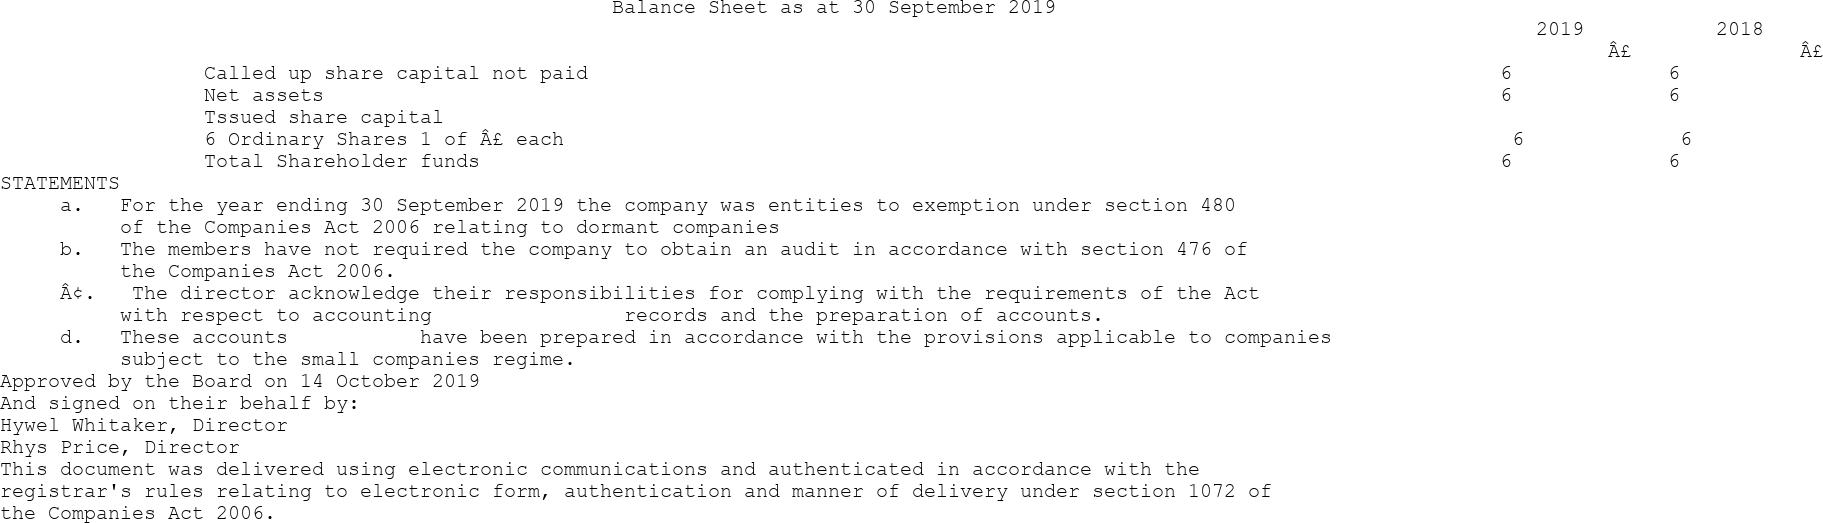 Balance Sheet as at 30 September 2019
2019 2018
Â£ Â£
Called up share capital not paid 6 6
Net assets 6 6
Tssued share capital
6 Ordinary Shares 1 of Â£ each 6 6
Total Shareholder funds 6 6
STATEMENTS
a. For the year ending 30 September 2019 the company was entities to exemption under section 480
of the Companies Act 2006 relating to dormant companies
b. The members have not required the company to obtain an audit in accordance with section 476 of
the Companies Act 2006.
Â¢. The director acknowledge their responsibilities for complying with the requirements of the Act
with respect to accounting records and the preparation of accounts.
d. These accounts have been prepared in accordance with the provisions applicable to companies
subject to the small companies regime.
Approved by the Board on 14 October 2019
And signed on their behalf by:
Hywel Whitaker, Director
Rhys Price, Director
This document was delivered using electronic communications and authenticated in accordance with the
registrar's rules relating to electronic form, authentication and manner of delivery under section 1072 of
the Companies Act 2006.